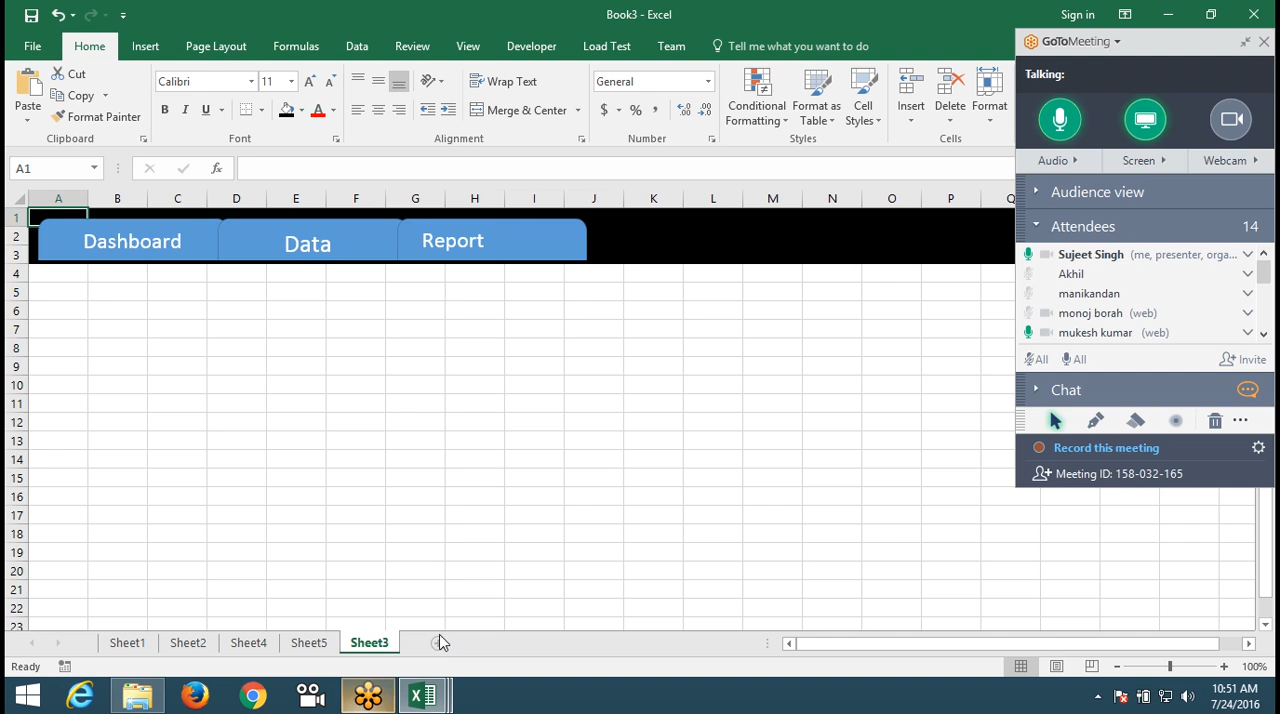 Book3 - Excel
Sign in
File Home Insert Page Layout Formulas Data Review View Developer Load Test Team Tell me what you want to do
Paste
Cut
Copy
Format Painter
Clipboard
Calibri 11
B I U
Font
Wrap Text
Merge & Center
Alignment
General
$ % ,
Number
Conditional
Formatting
Format as
Table
Cell
Styles
Styles
Insert
Delete
Format
Cells
A1
fx
A B C D E F G H I J K L M N O P Q
1
2
3
4
5
6
7
8
9
10
11
12
13
14
15
16
17
18
19
20
21
22
23
Dashboard Data Report
GoToMeeting
Talking:
Audio Screen Webcam
Audience view
Attendees 14
Sujeet Singh (me, presenter, orga...
Akhil
manikandan
monoj borah (web)
mukesh kumar (web)
All All Invite
Chat
Record this meeting
Meeting ID: 158-032-165
Sheet1 Sheet2 Sheet4 Sheet5 Sheet3
Ready
100%
10:51 AM
7/24/2016